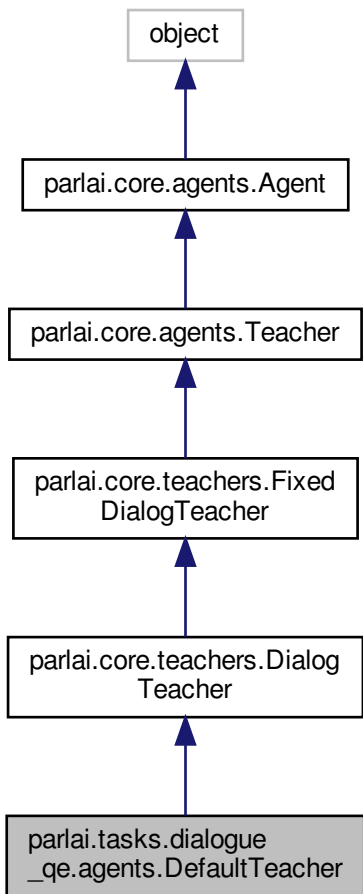 object
parlai.core.agents.Agent
parlai.core.agents.Teacher
parlai.core.teachers.Fixed
DialogTeacher
parlai.core.teachers.Dialog
Teacher
parlai.tasks.dialogue
_qe.agents.DefaultTeacher